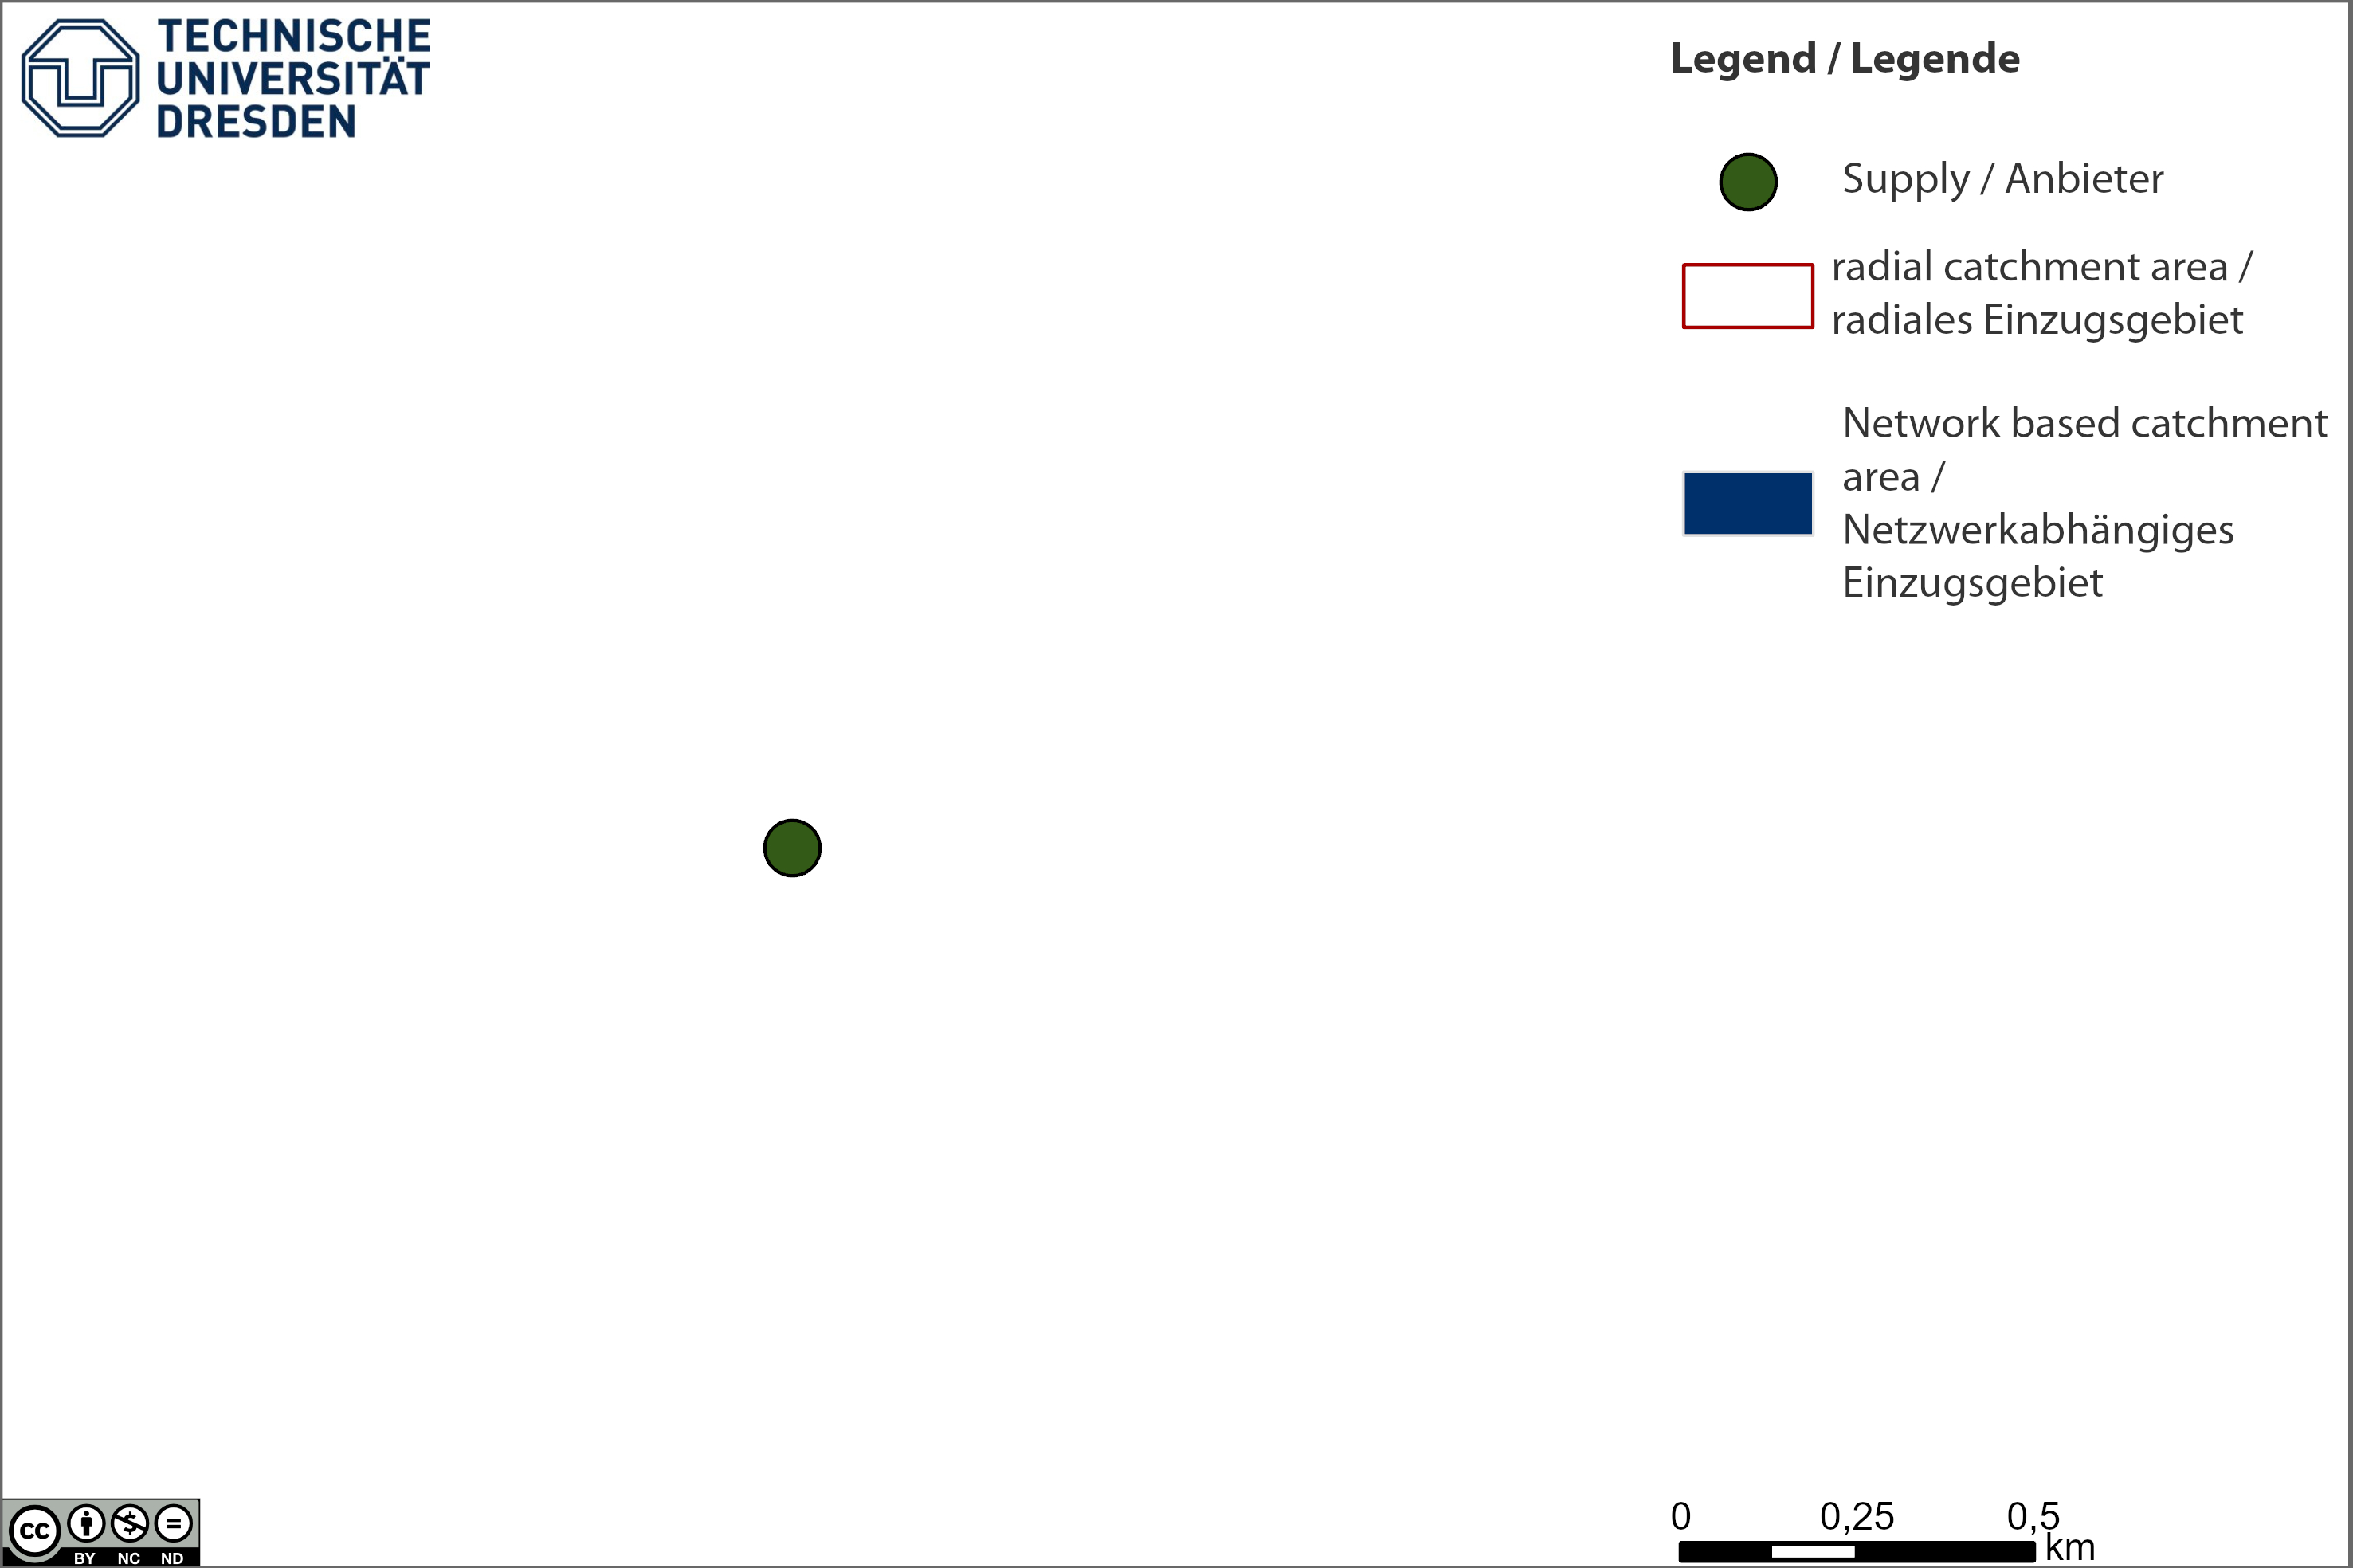 TECHNISCHE
UNIVERSITÄT
DRESDEN
Legend / Legende
Supply / Anbieter
radial catchment area /
radiales Einzugsgebiet
Network based catchment
area /
Netzwerkabhängiges
Einzugsgebiet
0 0,25 0,5
km
cc
BY NC ND